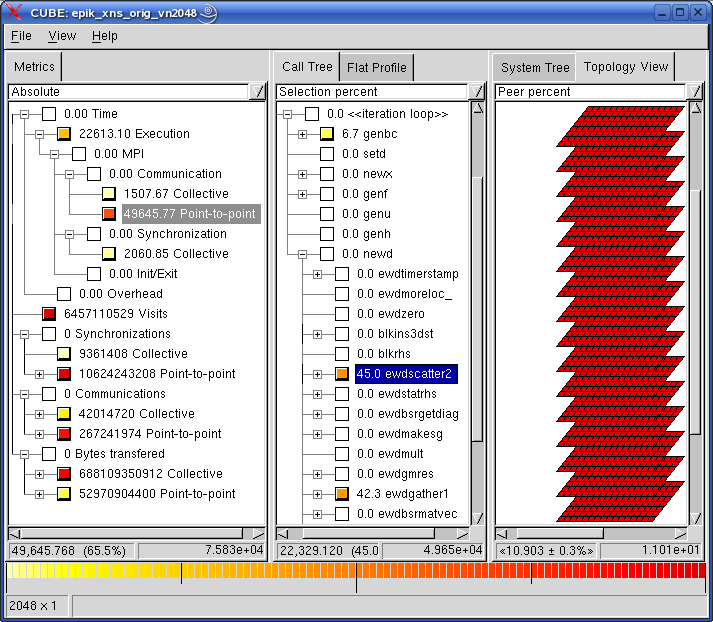 CUBE: epik_xns_orig_vn2048
File View Help
Metrics
Absolute
0.00 Time
22613.10 Execution
0.00 MPI
0.00 Communication
1507.67 Collective
49645.77 Point-to-point
0.00 Synchronization
2060.85 Collective
0.00 Init/Exit
0.00 Overhead
6457110529 Visits
0 Synchronizations
9361408 Collective
10624243208 Point-to-point
0 Communications
42014720 Collective
267241974 Point-to-point
0 Bytes transfered
688109350912 Collective
52970904400 Point-to-point
49,645.768 (65.5%) 7.583e+04
Call Tree Flat Profile
Selection percent
0.0 <<iteration loop>>
6.7 genbc
0.0 setd
0.0 newx
0.0 genf
0.0 genu
0.0 genh
0.0 newd
0.0 ewdtimerstamp
0.0 ewdmoreloc_
0.0 ewdzero
0.0 blkins3dst
0.0 blkrhs
45.0 ewdscatter2
0.0 ewdstatrhs
0.0 ewdbsrgetdiag
0.0 ewdmakesg
0.0 ewdmult
0.0 ewdgmres
42.3 ewdgather1
0.0 ewdbsrmatvec
22,329.120 (45.0 4.965e+04
System Tree Topology View
Peer percent
«10.903 ± 0.3%» 1.101e+01
2048 x 1